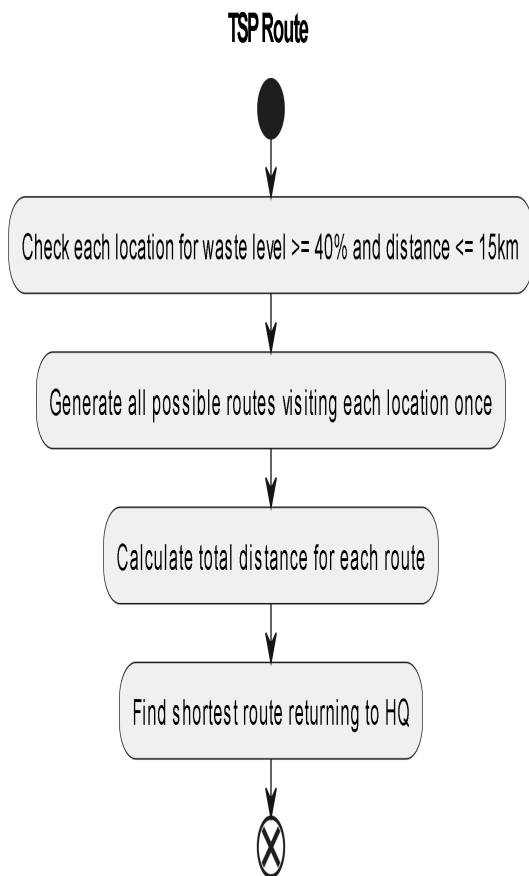 TSP Route
Check each location for waste level >= 40% and distance <= 15km
Generate all possible routes visiting each location once
Calculate total distance for each route
Find shortest route returning to HQ